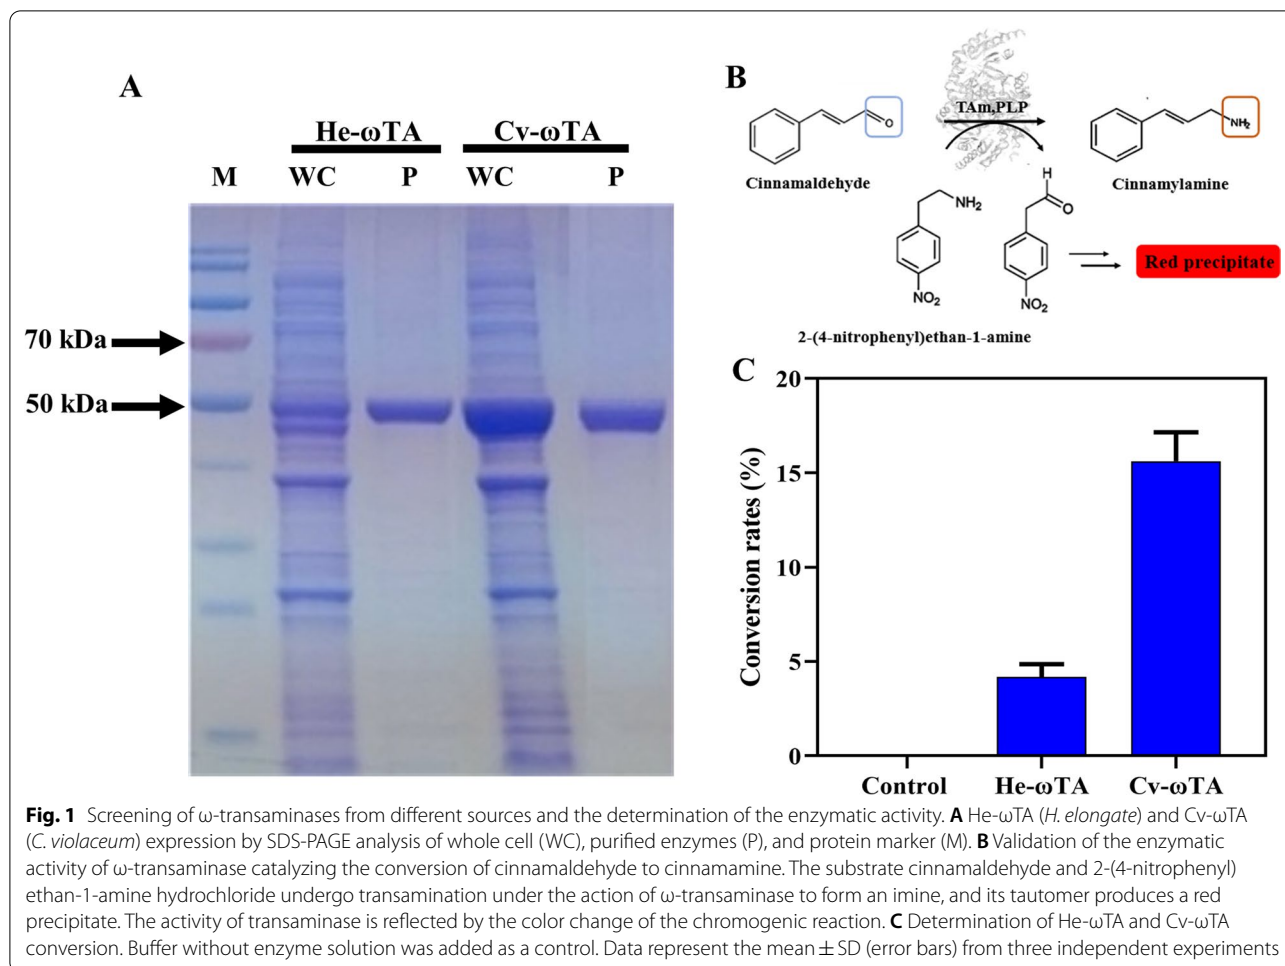 A
He-ωTA
Cv-ωTA
M
WC
P
WC
P
70 kDa
50 kDa
B
O
TAm,PLP
NH₂
Cinnamaldehyde
Cinnamylamine
NH₂
H
O
NO₂
NO₂
Red precipitate
2-(4-nitrophenyl)ethan-1-amine
C
Conversion rates (%)
20
15
10
5
0
Control
He-ωTA
Cv-ωTA
Fig. 1 Screening of ω-transaminases from different sources and the determination of the enzymatic activity. A He-ωTA (H. elongate) and Cv-ωTA
(C. violaceum) expression by SDS-PAGE analysis of whole cell (WC), purified enzymes (P), and protein marker (M). B Validation of the enzymatic
activity of ω-transaminase catalyzing the conversion of cinnamaldehyde to cinnamamine. The substrate cinnamaldehyde and 2-(4-nitrophenyl)
ethan-1-amine hydrochloride undergo transamination under the action of ω-transaminase to form an imine, and its tautomer produces a red
precipitate. The activity of transaminase is reflected by the color change of the chromogenic reaction. C Determination of He-ωTA and Cv-ωTA
conversion. Buffer without enzyme solution was added as a control. Data represent the mean ± SD (error bars) from three independent experiments